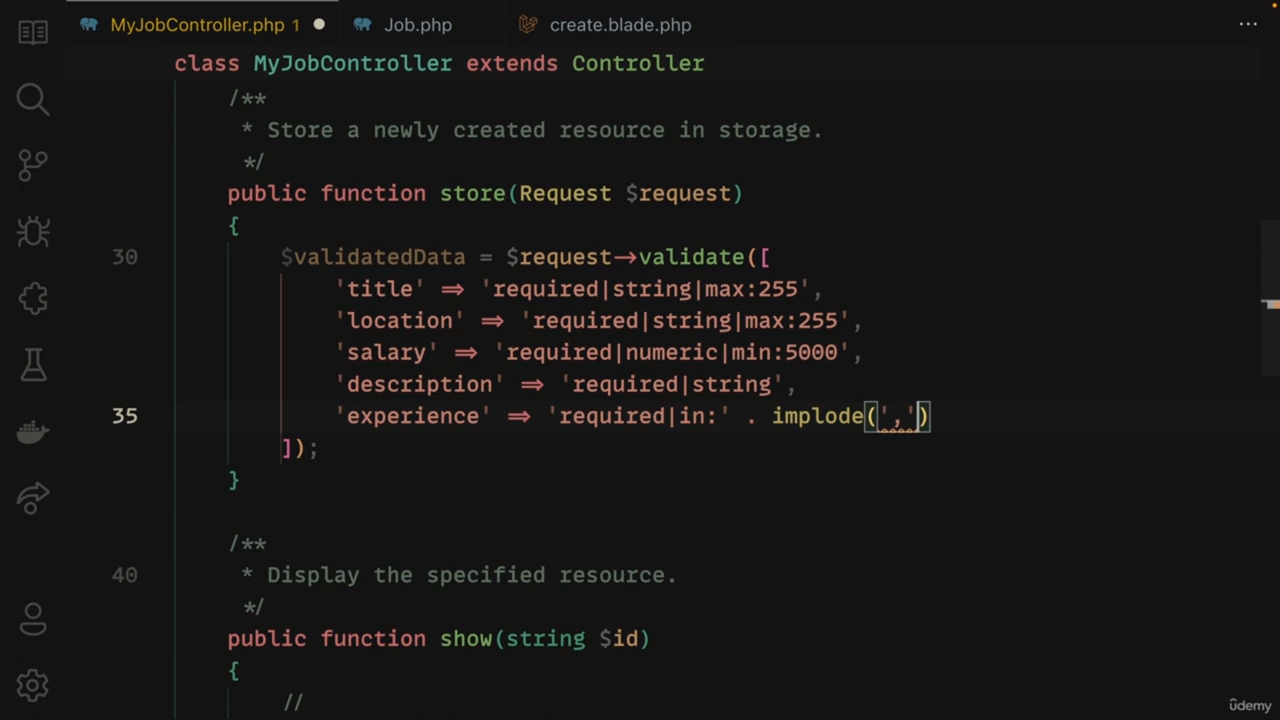 MyJobController.php 1 Job.php create.blade.php
class MyJobController extends Controller
/**
* Store a newly created resource in storage.
*/
public function store(Request $request)
{
30 $validatedData = $request->validate([
'title' => 'required|string|max:255',
'location' => 'required|string|max:255',
'salary' => 'required|numeric|min:5000',
'description' => 'required|string',
35 'experience' => 'required|in:' . implode(',')
]);
}
/**
40 * Display the specified resource.
*/
public function show(string $id)
{
//
ûdemy